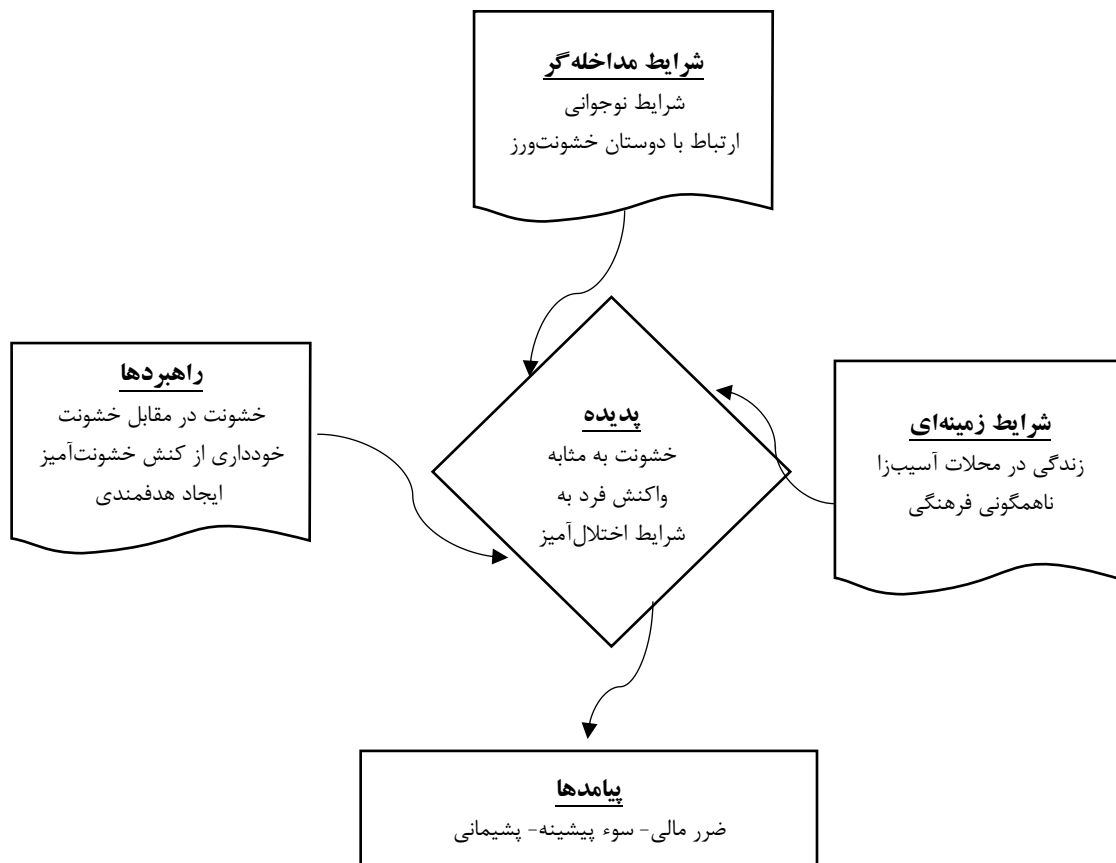 شرایط مداخله‌گر
شرایط نوجوانی
ارتباط با دوستان خشونت‌ورز
شرایط زمینه‌ای
زندگی در محلات آسیب‌زا
ناهمگونی فرهنگی
پدیده
خشونت به مثابه
واکنش فرد به
شرایط اختلال‌آمیز
راهبردها
خشونت در مقابل خشونت
خودداری از کنش خشونت‌آمیز
ایجاد هدفمندی
پیامدها
ضرر مالی- سوء پیشینه- پشیمانی